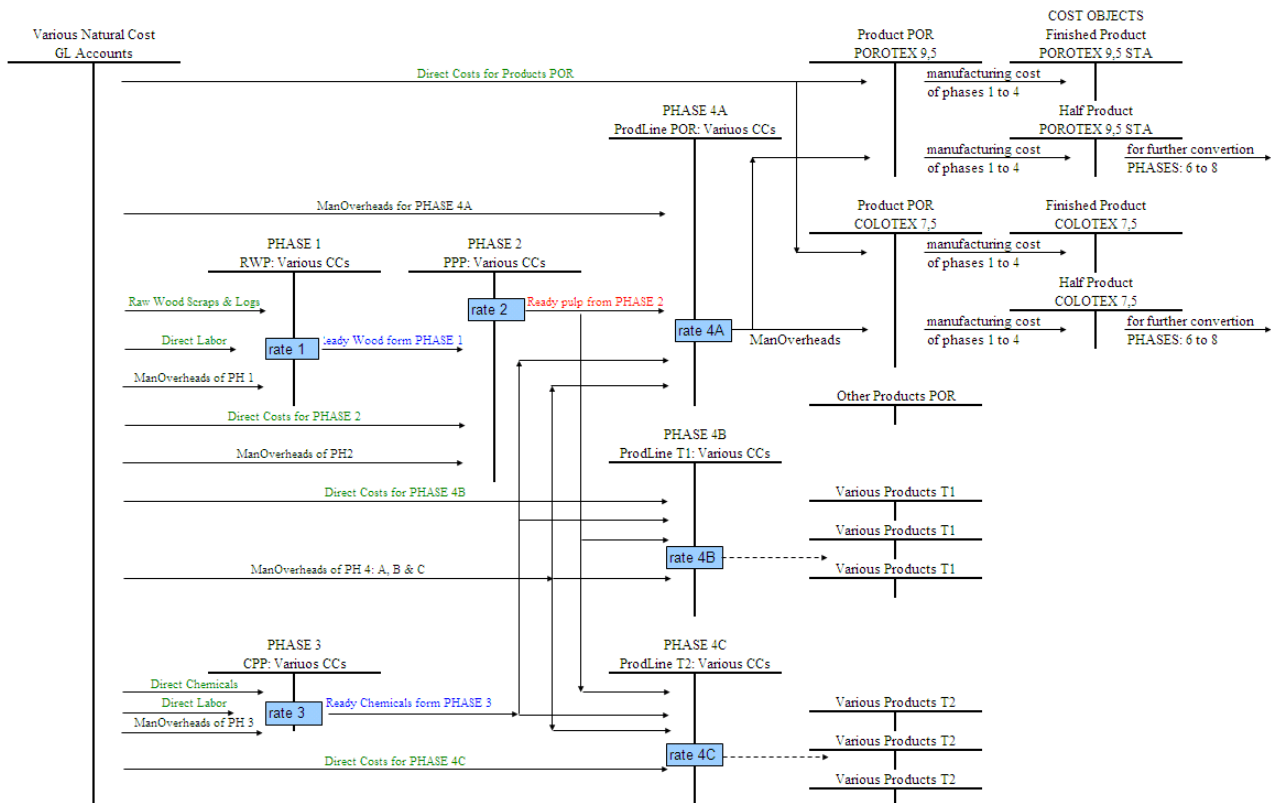 COST OBJECTS
Various Natural Cost
GL Accounts
Product POR
POROTEX 9,5
Finished Product
POROTEX 9,5 STA
Direct Costs for Products POR
manufacturing cost
of phases 1 to 4
PHASE 4A
ProdLine POR: Variuos CCs
Half Product
POROTEX 9,5 STA
manufacturing cost
of phases 1 to 4
for further convertion
PHASES: 6 to 8
ManOverheads for PHASE 4A
Product POR
COLOTEX 7,5
Finished Product
COLOTEX 7,5
manufacturing cost
of phases 1 to 4
PHASE 1
RWP: Various CCs
PHASE 2
PPP: Various CCs
Half Product
COLOTEX 7,5
Raw Wood Scraps & Logs
rate 2
Ready pulp from PHASE 2
rate 4A
ManOverheads
manufacturing cost
of phases 1 to 4
for further convertion
PHASES: 6 to 8
Direct Labor
rate 1
Ready Wood form PHASE 1
ManOverheads of PH 1
Other Products POR
Direct Costs for PHASE 2
PHASE 4B
ProdLine T1: Various CCs
ManOverheads of PH2
Direct Costs for PHASE 4B
Various Products T1
Various Products T1
rate 4B
ManOverheads of PH 4: A, B & C
Various Products T1
PHASE 3
CPP: Variuos CCs
PHASE 4C
ProdLine T2: Various CCs
Direct Chemicals
Direct Labor
rate 3
Ready Chemicals form PHASE 3
ManOverheads of PH 3
Various Products T2
Various Products T2
rate 4C
Direct Costs for PHASE 4C
Various Products T2